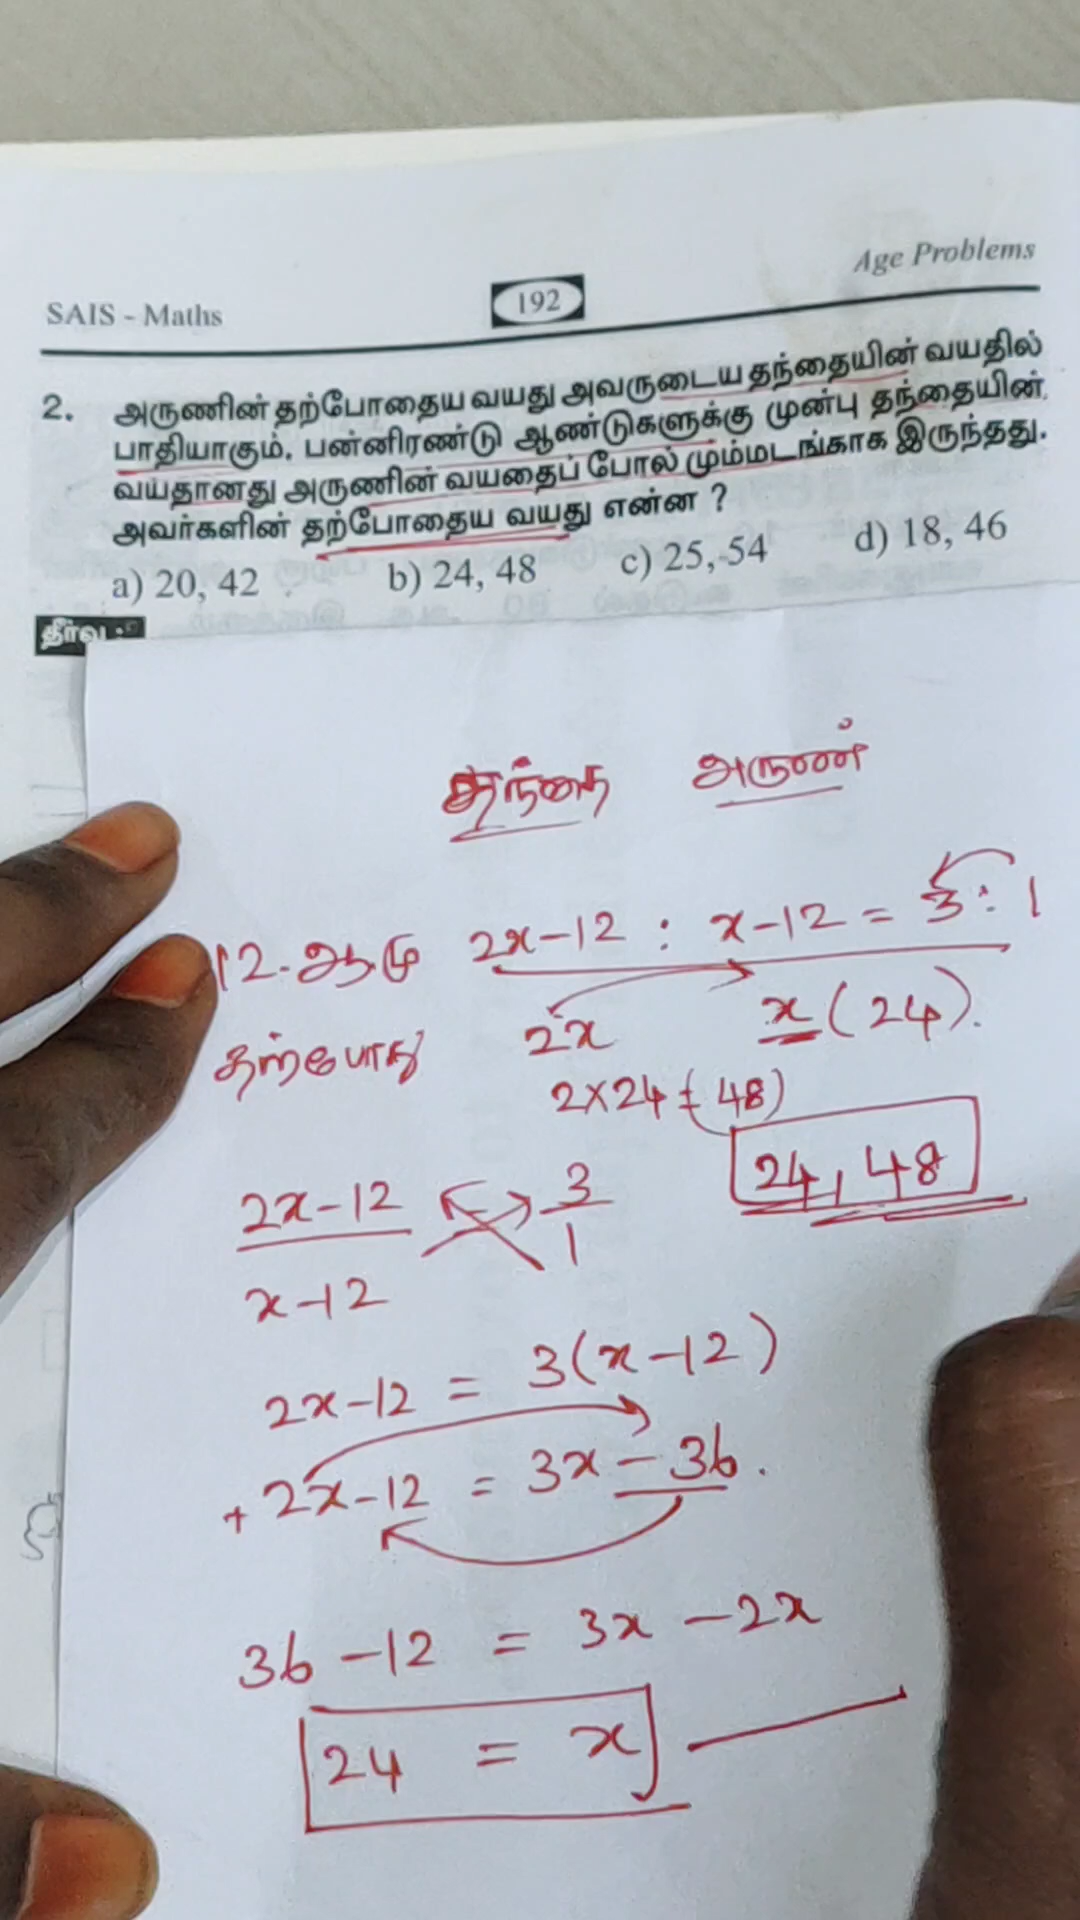 Age Problems
SAIS - Maths
192
2. அருணின் தற்போதைய வயது அவருடைய தந்தையின் வயதில்
பாதியாகும். பன்னிரண்டு ஆண்டுகளுக்கு முன்பு தந்தையின்
வயதானது அருணின் வயதைப் போல் மும்மடங்காக இருந்தது.
அவர்களின் தற்போதைய வயது என்ன ?
a) 20, 42 b) 24, 48 c) 25, 54 d) 18, 46
தீர்வு :
தந்தை அருண்
12-ஆ.மு 2x-12 : x-12 = 3 : 1
தற்போது 2x x (24).
2×24 = 48)
24, 48
2x-12 3
x-12 1
2x-12 = 3(x-12)
+ 2x-12 = 3x - 36.
36 - 12 = 3x - 2x
24 = x